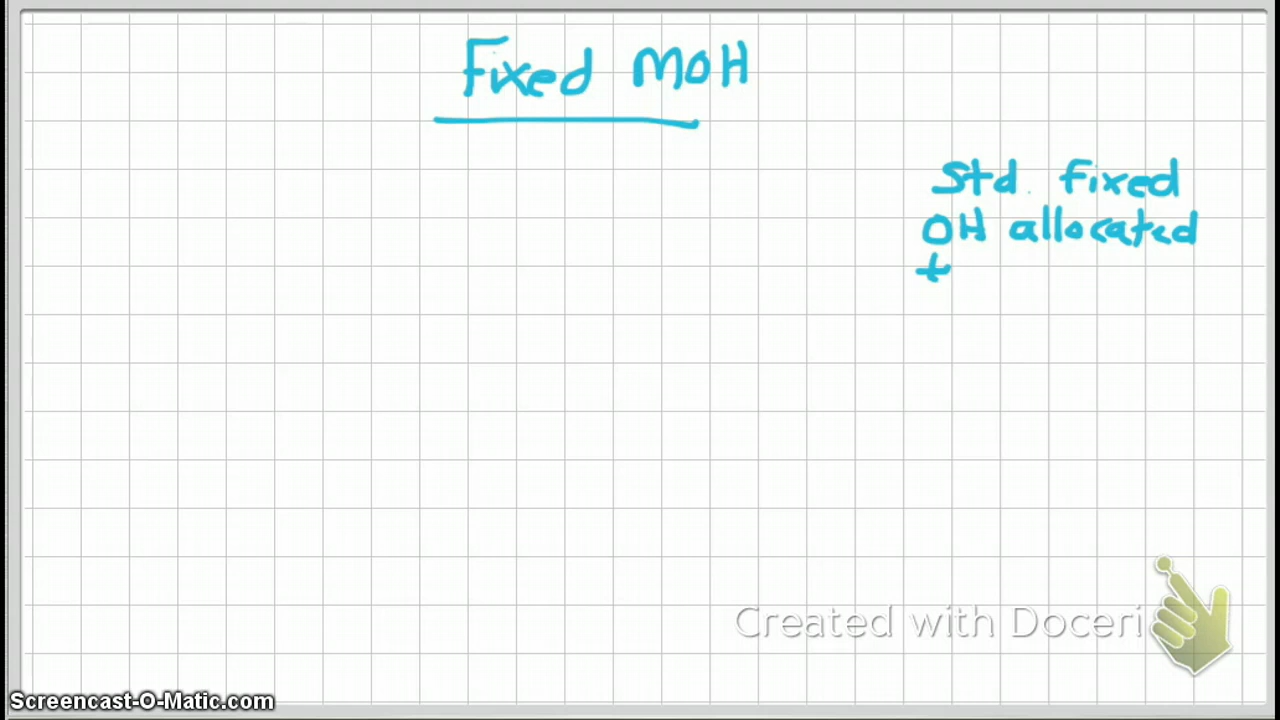 Fixed MOH
Std. fixed
OH allocated
t
Created with Doceri
Screencast-O-Matic.com